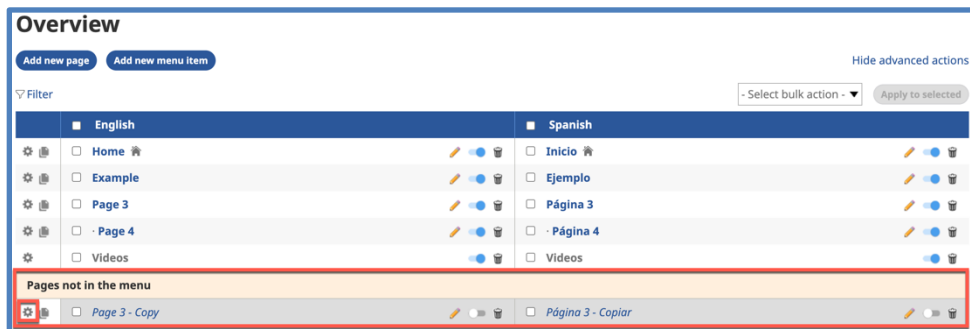 Overview
Add new page Add new menu item Hide advanced actions
Filter - Select bulk action - Apply to selected
English Spanish
Home Inicio
Example Ejemplo
Page 3 Página 3
· Page 4 · Página 4
Videos Videos
Pages not in the menu
Page 3 - Copy Página 3 - Copiar